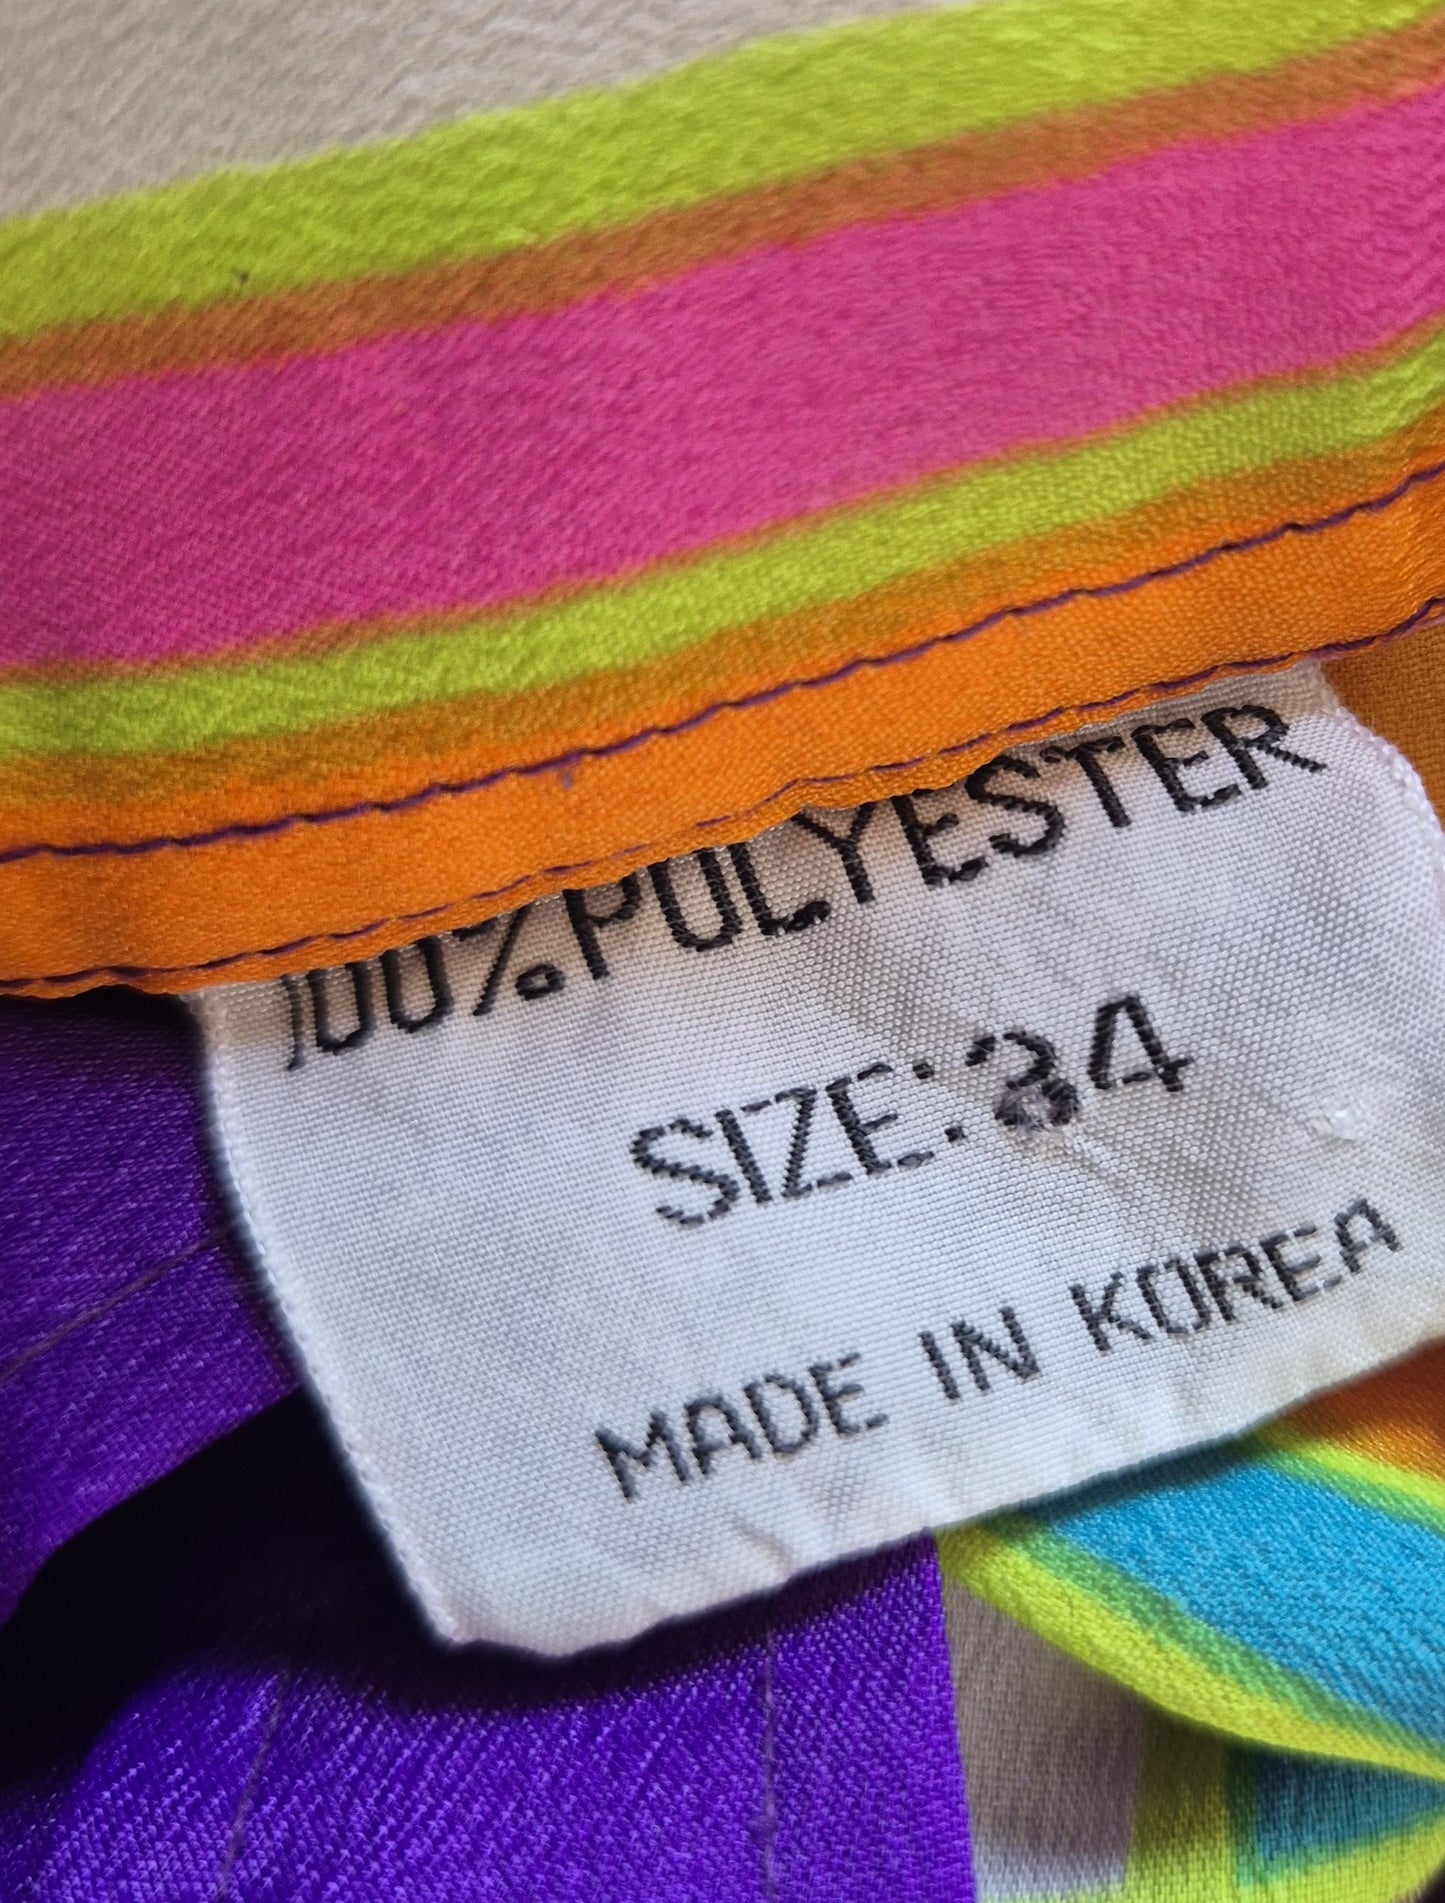 100% POLYESTER
SIZE: 34
MADE IN KOREA